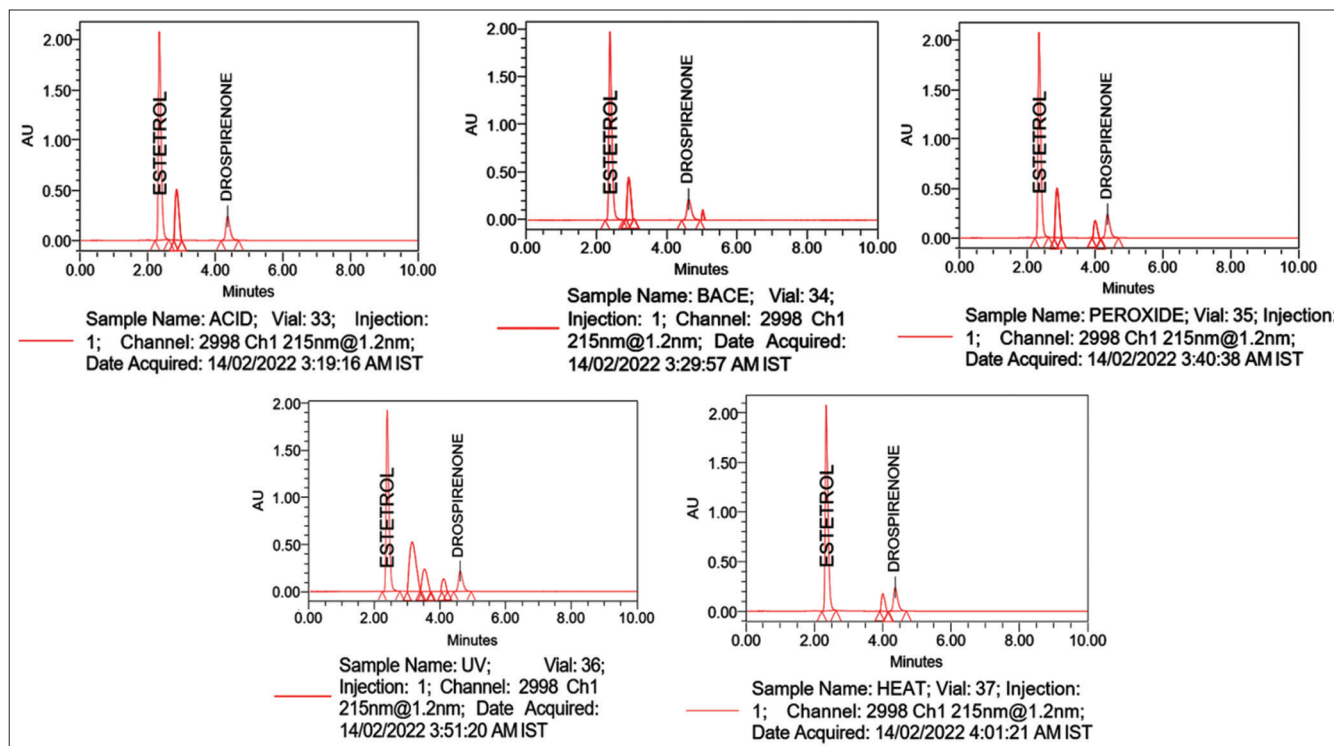 2.00
1.50
1.00
0.50
0.00
AU
ESTETROL
DROSPIRENONE
0.00 2.00 4.00 6.00 8.00 10.00
Minutes
Sample Name: ACID; Vial: 33; Injection:
1; Channel: 2998 Ch1 215nm@1.2nm;
Date Acquired: 14/02/2022 3:19:16 AM IST
2.00
1.50
1.00
0.50
0.00
AU
ESTETROL
DROSPIRENONE
0.00 2.00 4.00 6.00 8.00 10.00
Minutes
Sample Name: BACE; Vial: 34;
Injection: 1; Channel: 2998 Ch1
215nm@1.2nm; Date Acquired:
14/02/2022 3:29:57 AM IST
2.00
1.50
1.00
0.50
0.00
AU
ESTETROL
DROSPIRENONE
0.00 2.00 4.00 6.00 8.00 10.00
Minutes
Sample Name: PEROXIDE; Vial: 35; Injection:
1; Channel: 2998 Ch1 215nm@1.2nm;
Date Acquired: 14/02/2022 3:40:38 AM IST
2.00
1.50
1.00
0.50
0.00
AU
ESTETROL
DROSPIRENONE
0.00 2.00 4.00 6.00 8.00 10.00
Minutes
Sample Name: UV; Vial: 36;
Injection: 1; Channel: 2998 Ch1
215nm@1.2nm; Date Acquired:
14/02/2022 3:51:20 AM IST
2.00
1.50
1.00
0.50
0.00
AU
ESTETROL
DROSPIRENONE
0.00 2.00 4.00 6.00 8.00 10.00
Minutes
Sample Name: HEAT; Vial: 37; Injection:
1; Channel: 2998 Ch1 215nm@1.2nm;
Date Acquired: 14/02/2022 4:01:21 AM IST